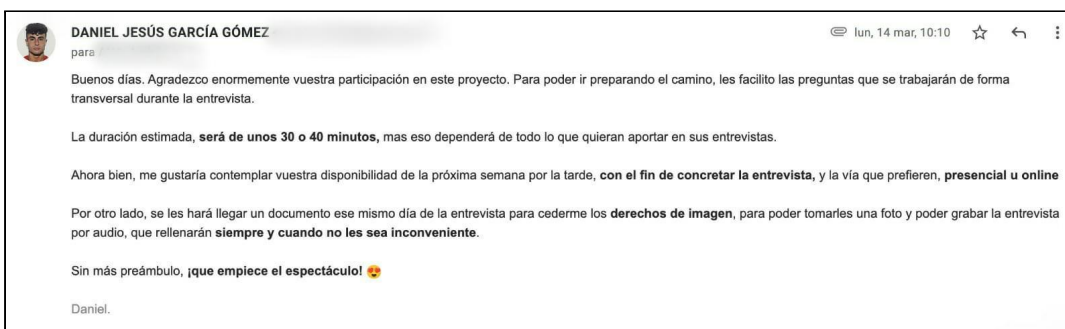 DANIEL JESÚS GARCÍA GÓMEZ
lun, 14 mar, 10:10
para
Buenos días. Agradezco enormemente vuestra participación en este proyecto. Para poder ir preparando el camino, les facilito las preguntas que se trabajarán de forma
transversal durante la entrevista.
La duración estimada, será de unos 30 o 40 minutos, mas eso dependerá de todo lo que quieran aportar en sus entrevistas.
Ahora bien, me gustaría contemplar vuestra disponibilidad de la próxima semana por la tarde, con el fin de concretar la entrevista, y la vía que prefieren, presencial u online
Por otro lado, se les hará llegar un documento ese mismo día de la entrevista para cederme los derechos de imagen, para poder tomarles una foto y poder grabar la entrevista
por audio, que rellenarán siempre y cuando no les sea inconveniente.
Sin más preámbulo, ¡que empiece el espectáculo! 😍
Daniel.